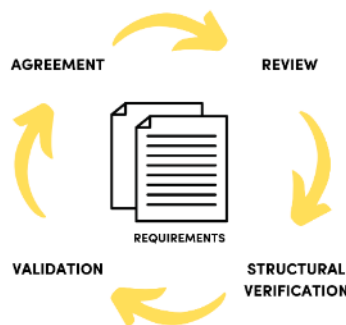 AGREEMENT
REVIEW
REQUIREMENTS
VALIDATION
STRUCTURAL
VERIFICATION